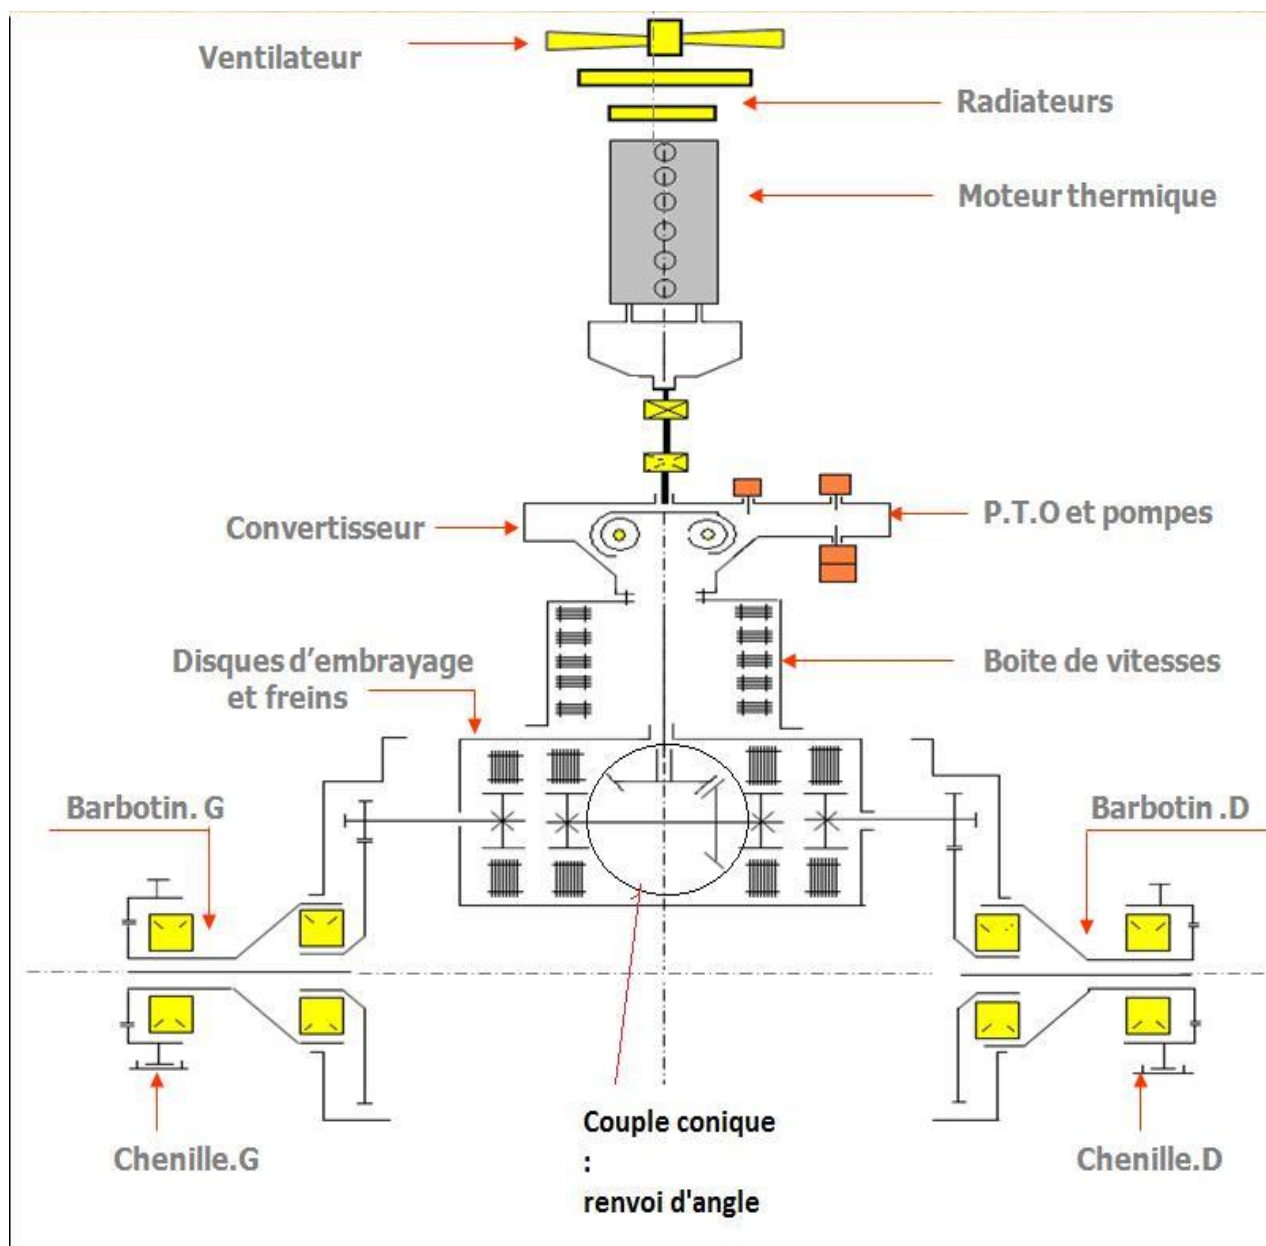 Ventilateur
Radiateurs
Moteur thermique
Convertisseur
P.T.O et pompes
Disques d'embrayage
et freins
Boite de vitesses
Barbotin. G
Barbotin .D
Chenille.G
Chenille.D
Couple conique
:
renvoi d'angle